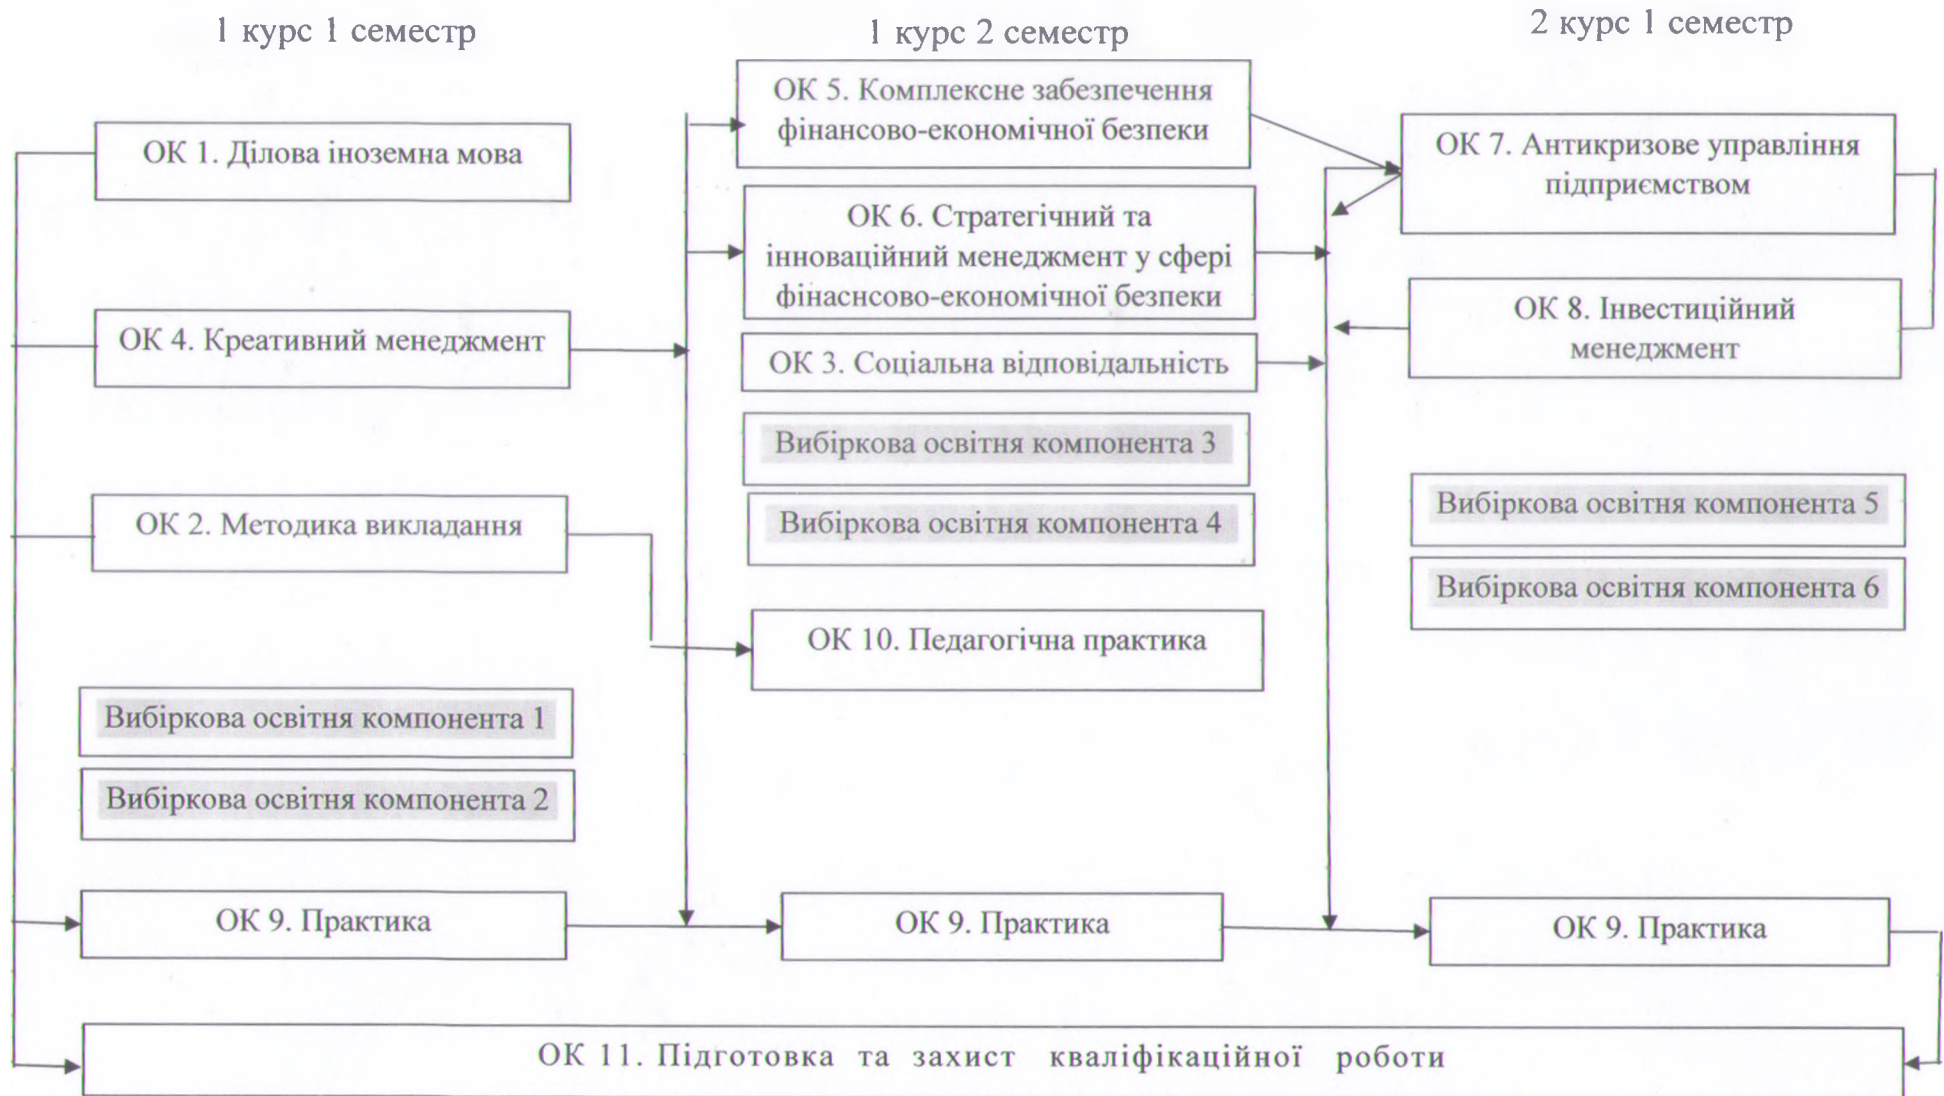 1 курс 1 семестр
1 курс 2 семестр
2 курс 1 семестр
ОК 1. Ділова іноземна мова
ОК 4. Креативний менеджмент
ОК 2. Методика викладання
Вибіркова освітня компонента 1
Вибіркова освітня компонента 2
ОК 9. Практика
ОК 5. Комплексне забезпечення
фінансово-економічної безпеки
ОК 6. Стратегічний та
інноваційний менеджмент у сфері
фінаснсово-економічної безпеки
ОК 3. Соціальна відповідальність
Вибіркова освітня компонента 3
Вибіркова освітня компонента 4
ОК 10. Педагогічна практика
ОК 9. Практика
ОК 7. Антикризове управління
підприємством
ОК 8. Інвестиційний
менеджмент
Вибіркова освітня компонента 5
Вибіркова освітня компонента 6
ОК 9. Практика
ОК 11. Підготовка та захист кваліфікаційної роботи